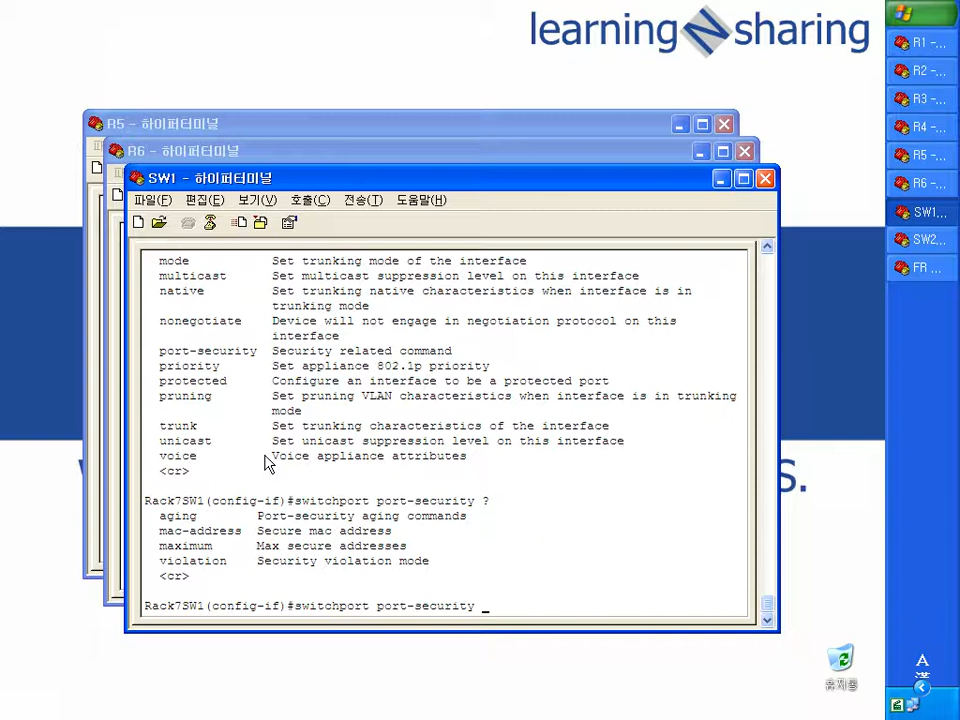 learning sharing
R1 -...
R2 -...
R3 -...
R4 -...
R5 -...
R6 -...
SW1...
SW2...
FR ...
R5 - 하이퍼터미널
R6 - 하이퍼터미널
SW1 - 하이퍼터미널
파일(F) 편집(E) 보기(V) 호출(C) 전송(T) 도움말(H)
mode Set trunking mode of the interface
multicast Set multicast suppression level on this interface
native Set trunking native characteristics when interface is in
trunking mode
nonegotiate Device will not engage in negotiation protocol on this
interface
port-security Security related command
priority Set appliance 802.1p priority
protected Configure an interface to be a protected port
pruning Set pruning VLAN characteristics when interface is in trunking
mode
trunk Set trunking characteristics of the interface
unicast Set unicast suppression level on this interface
voice Voice appliance attributes
<cr>
Rack7SW1(config-if)#switchport port-security ?
aging Port-security aging commands
mac-address Secure mac address
maximum Max secure addresses
violation Security violation mode
<cr>
Rack7SW1(config-if)#switchport port-security _
S.
휴지통
A
漢